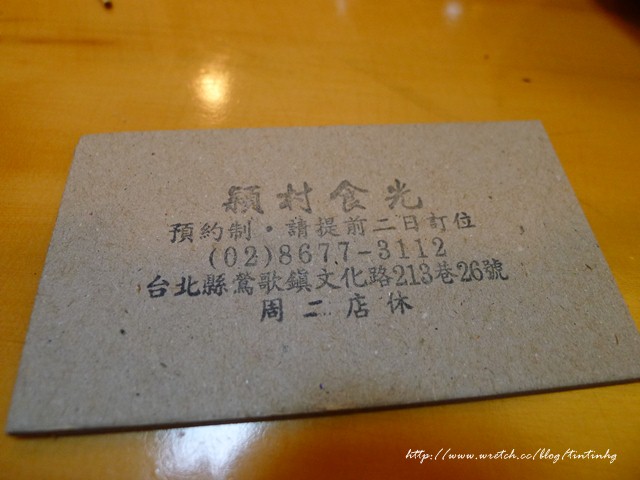 穎村食光
預約制·請提前二日訂位
(02)8677-3112
台北縣鶯歌鎮文化路213巷26號
周二店休
http://www.wretch.cc/blog/tintinhg